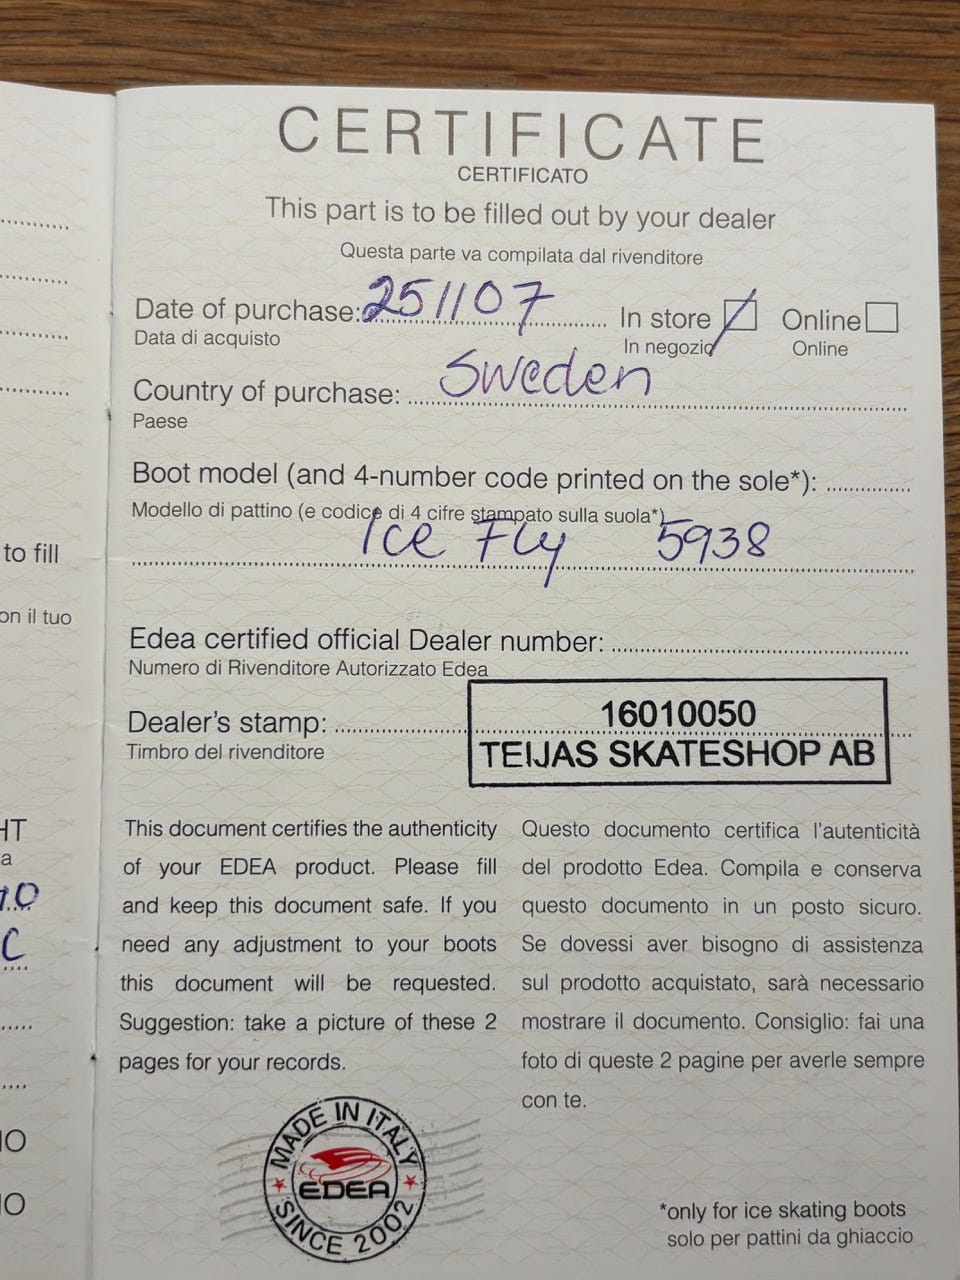 CERTIFICATE
CERTIFICATO
This part is to be filled out by your dealer
Questa parte va compilata dal rivenditore
Date of purchase: 251107 In store Online
Data di acquisto In negozio Online
Country of purchase: Sweden
Paese
Boot model (and 4-number code printed on the sole*):
Modello di pattino (e codice di 4 cifre stampato sulla suola*)
Ice Fly 5938
Edea certified official Dealer number:
Numero di Rivenditore Autorizzato Edea
Dealer's stamp: 16010050
Timbro del rivenditore TEIJAS SKATESHOP AB
This document certifies the authenticity
of your EDEA product. Please fill
and keep this document safe. If you
need any adjustment to your boots
this document will be requested.
Suggestion: take a picture of these 2
pages for your records.
Questo documento certifica l'autenticità
del prodotto Edea. Compila e conserva
questo documento in un posto sicuro.
Se dovessi aver bisogno di assistenza
sul prodotto acquistato, sarà necessario
mostrare il documento. Consiglio: fai una
foto di queste 2 pagine per averle sempre
con te.
MADE IN ITALY
EDEA
SINCE 2002
*only for ice skating boots
solo per pattini da ghiaccio
to fill
on il tuo
HT
a
C
IO
IO